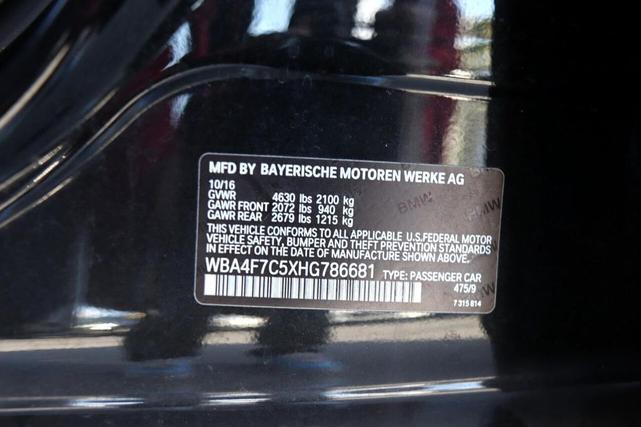 MFD BY BAYERISCHE MOTOREN WERKE AG
10/16
GVWR 4630 lbs 2100 kg
GAWR FRONT 2072 lbs 940 kg
GAWR REAR 2679 lbs 1215 kg
THIS VEHICLE CONFORMS TO ALL APPLICABLE U.S.FEDERAL MOTOR
VEHICLE SAFETY, BUMPER AND THEFT PREVENTION STANDARDS
IN EFFECT ON THE DATE OF MANUFACTURE SHOWN ABOVE.
WBA4F7C5XHG786681 TYPE: PASSENGER CAR
475/9
7 315 814
BMW
BMW
BMW